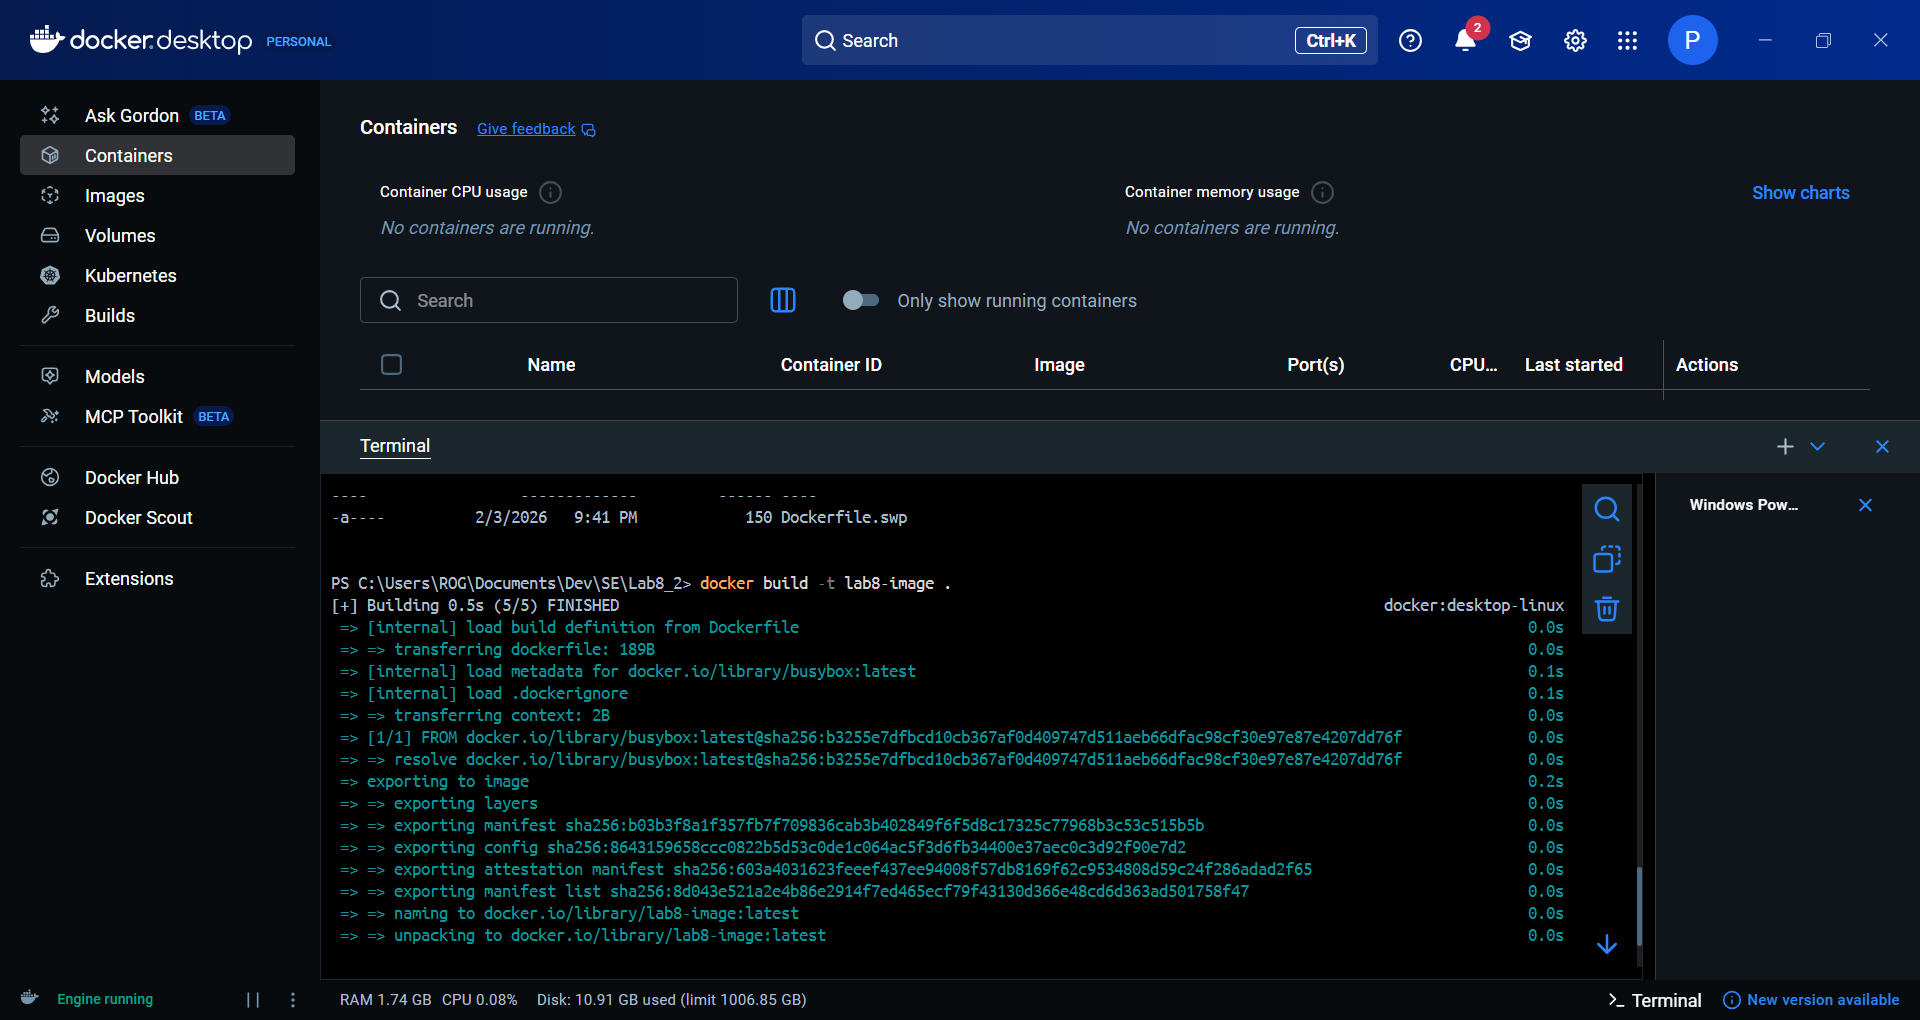 docker.desktop PERSONAL
Search Ctrl+K
2
P
Ask Gordon BETA
Containers
Images
Volumes
Kubernetes
Builds
Models
MCP Toolkit BETA
Docker Hub
Docker Scout
Extensions
Containers Give feedback
Container CPU usage
No containers are running.
Container memory usage
No containers are running.
Show charts
Search
Only show running containers
Name Container ID Image Port(s) CPU... Last started Actions
Terminal
---- ------------- ------ ----
-a---- 2/3/2026 9:41 PM 150 Dockerfile.swp
PS C:\Users\ROG\Documents\Dev\SE\Lab8_2> docker build -t lab8-image .
[+] Building 0.5s (5/5) FINISHED docker:desktop-linux
=> [internal] load build definition from Dockerfile 0.0s
=> => transferring dockerfile: 189B 0.0s
=> [internal] load metadata for docker.io/library/busybox:latest 0.1s
=> [internal] load .dockerignore 0.1s
=> => transferring context: 2B 0.0s
=> [1/1] FROM docker.io/library/busybox:latest@sha256:b3255e7dfbcd10cb367af0d409747d511aeb66dfac98cf30e97e87e4207dd76f 0.0s
=> => resolve docker.io/library/busybox:latest@sha256:b3255e7dfbcd10cb367af0d409747d511aeb66dfac98cf30e97e87e4207dd76f 0.0s
=> exporting to image 0.2s
=> => exporting layers 0.0s
=> => exporting manifest sha256:b03b3f8a1f357fb7f709836cab3b402849f6f5d8c17325c77968b3c53c515b5b 0.0s
=> => exporting config sha256:8643159658ccc0822b5d53c0de1c064ac5f3d6fb34400e37aec0c3d92f90e7d2 0.0s
=> => exporting attestation manifest sha256:603a4031623feeef437ee94008f57db8169f62c9534808d59c24f286adad2f65 0.0s
=> => exporting manifest list sha256:8d043e521a2e4b86e2914f7ed465ecf79f43130d366e48cd6d363ad501758f47 0.0s
=> => naming to docker.io/library/lab8-image:latest 0.0s
=> => unpacking to docker.io/library/lab8-image:latest 0.0s
Windows Pow...
Engine running
RAM 1.74 GB CPU 0.08% Disk: 10.91 GB used (limit 1006.85 GB)
Terminal
New version available